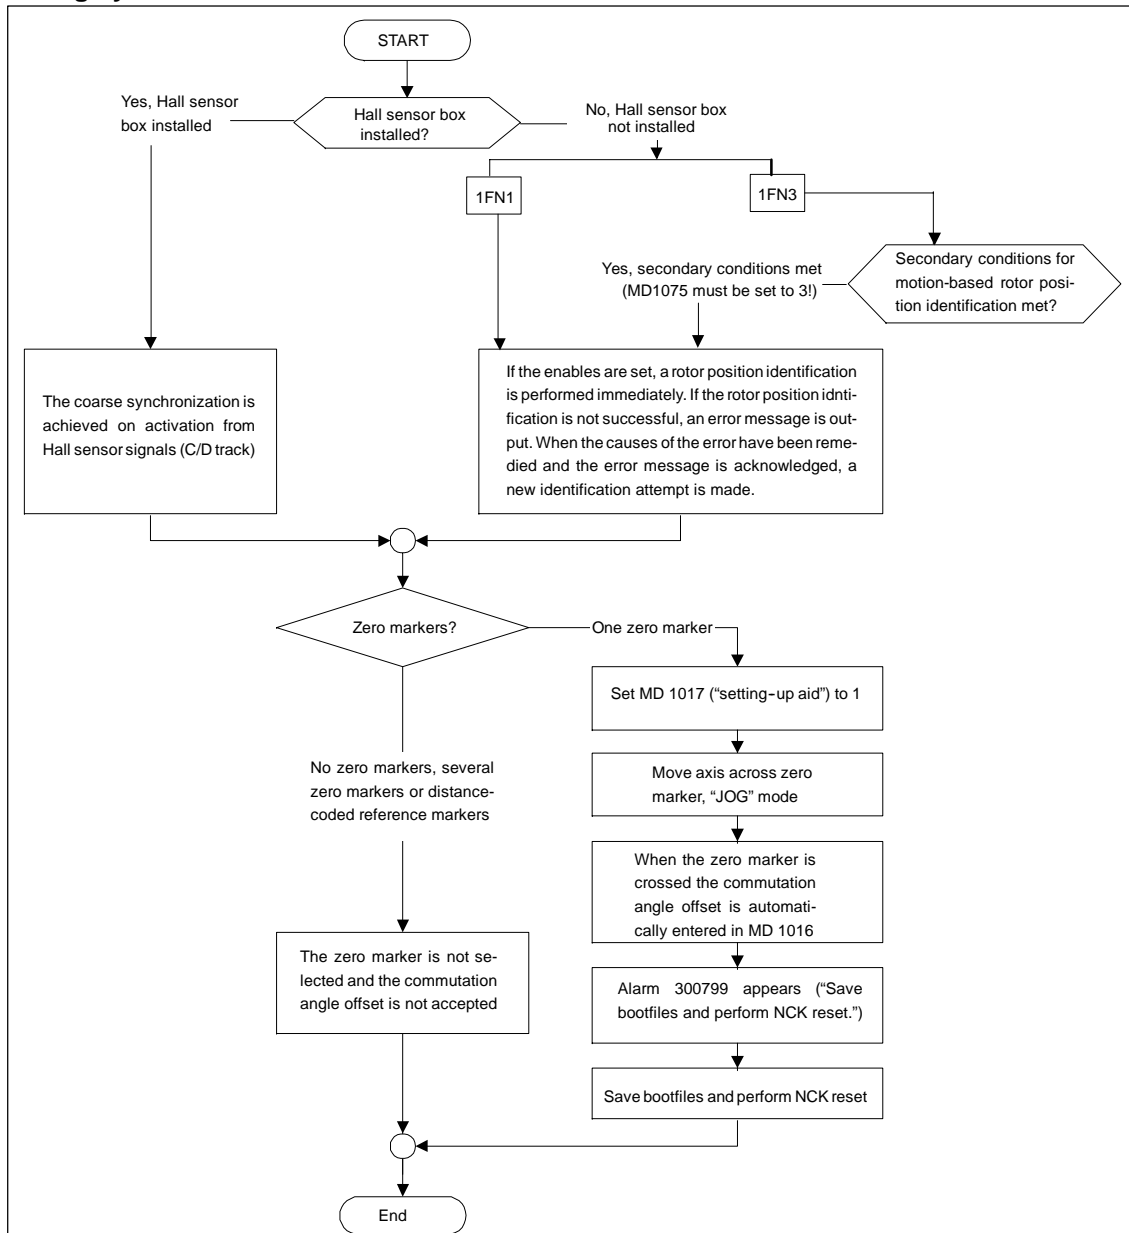 START
Yes, Hall sensor
box installed
Hall sensor box
installed?
No, Hall sensor box
not installed
1FN1
1FN3
Yes, secondary conditions met
(MD1075 must be set to 3!)
Secondary conditions for
motion-based rotor posi-
tion identification met?
The coarse synchronization is
achieved on activation from
Hall sensor signals (C/D track)
If the enables are set, a rotor position identification
is performed immediately. If the rotor position idnti-
fication is not successful, an error message is out-
put. When the causes of the error have been reme-
died and the error message is acknowledged, a
new identification attempt is made.
Zero markers?
One zero marker
Set MD 1017 (“setting-up aid”) to 1
No zero markers, several
zero markers or distance-
coded reference markers
Move axis across zero
marker, “JOG” mode
When the zero marker is
crossed the commutation
angle offset is automati-
cally entered in MD 1016
The zero marker is not se-
lected and the commutation
angle offset is not accepted
Alarm 300799 appears (“Save
bootfiles and perform NCK reset.”)
Save bootfiles and perform NCK reset
End